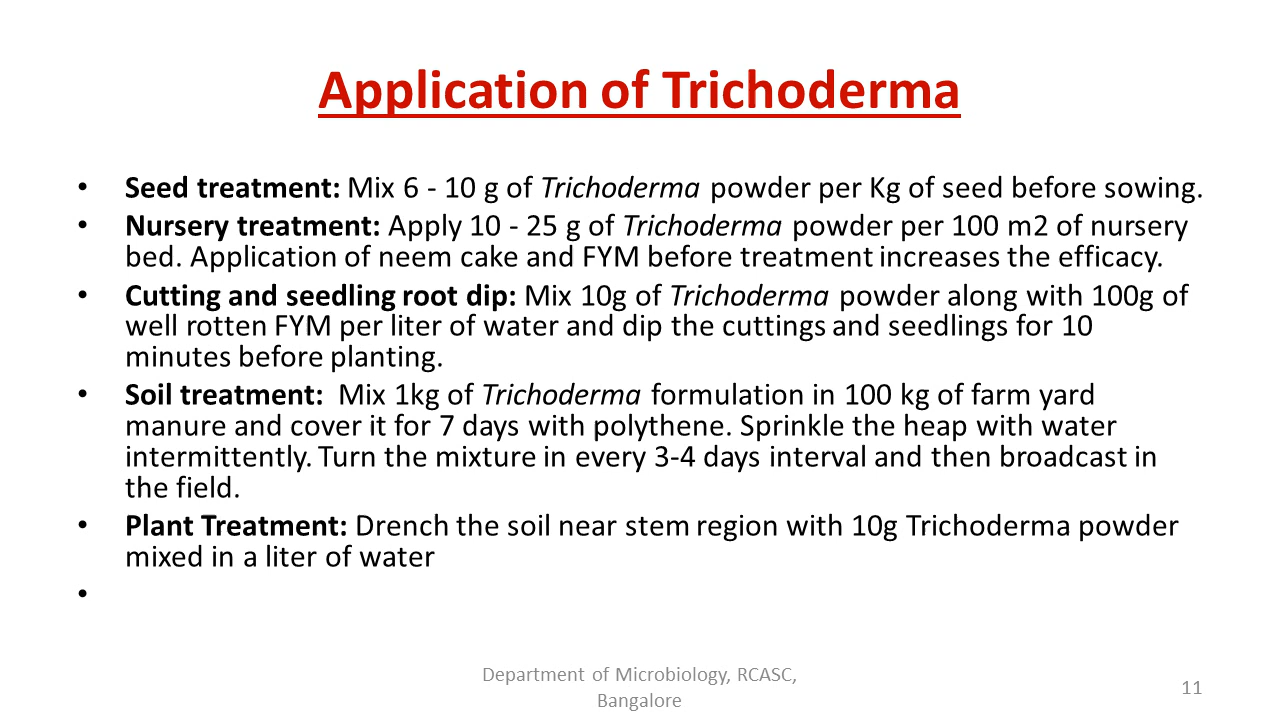 Application of Trichoderma
• Seed treatment: Mix 6 - 10 g of Trichoderma powder per Kg of seed before sowing.
• Nursery treatment: Apply 10 - 25 g of Trichoderma powder per 100 m2 of nursery
bed. Application of neem cake and FYM before treatment increases the efficacy.
• Cutting and seedling root dip: Mix 10g of Trichoderma powder along with 100g of
well rotten FYM per liter of water and dip the cuttings and seedlings for 10
minutes before planting.
• Soil treatment: Mix 1kg of Trichoderma formulation in 100 kg of farm yard
manure and cover it for 7 days with polythene. Sprinkle the heap with water
intermittently. Turn the mixture in every 3-4 days interval and then broadcast in
the field.
• Plant Treatment: Drench the soil near stem region with 10g Trichoderma powder
mixed in a liter of water
•
Department of Microbiology, RCASC,
Bangalore
11